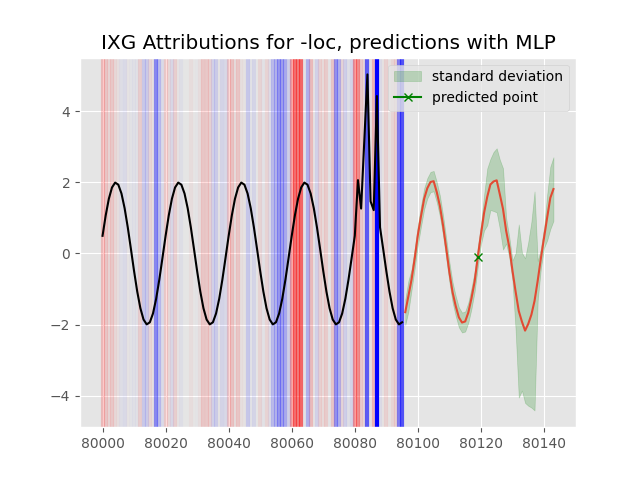 IXG Attributions for -loc, predictions with MLP
standard deviation
predicted point
4
2
0
−2
−4
80000 80020 80040 80060 80080 80100 80120 80140